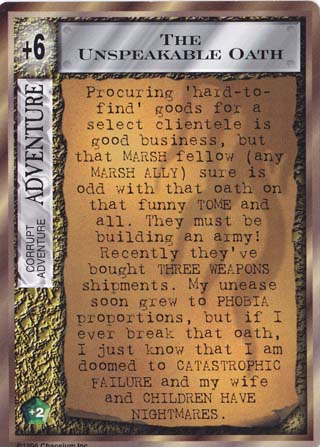 +6
THE
UNSPEAKABLE OATH
ADVENTURE
CORRUPT
ADVENTURE
Procuring 'hard-to-
find' goods for a
select clientele is
good business, but
that MARSH fellow (any
MARSH ALLY) sure is
odd with that oath on
that funny TOME and
all. They must be
building an army!
Recently they've
bought THREE WEAPONS
shipments. My unease
soon grew to PHOBIA
proportions, but if I
ever break that oath,
I just know that I am
doomed to CATASTROPHIC
FAILURE and my wife
and CHILDREN HAVE
NIGHTMARES.
+2
©1996 Chaosium Inc.